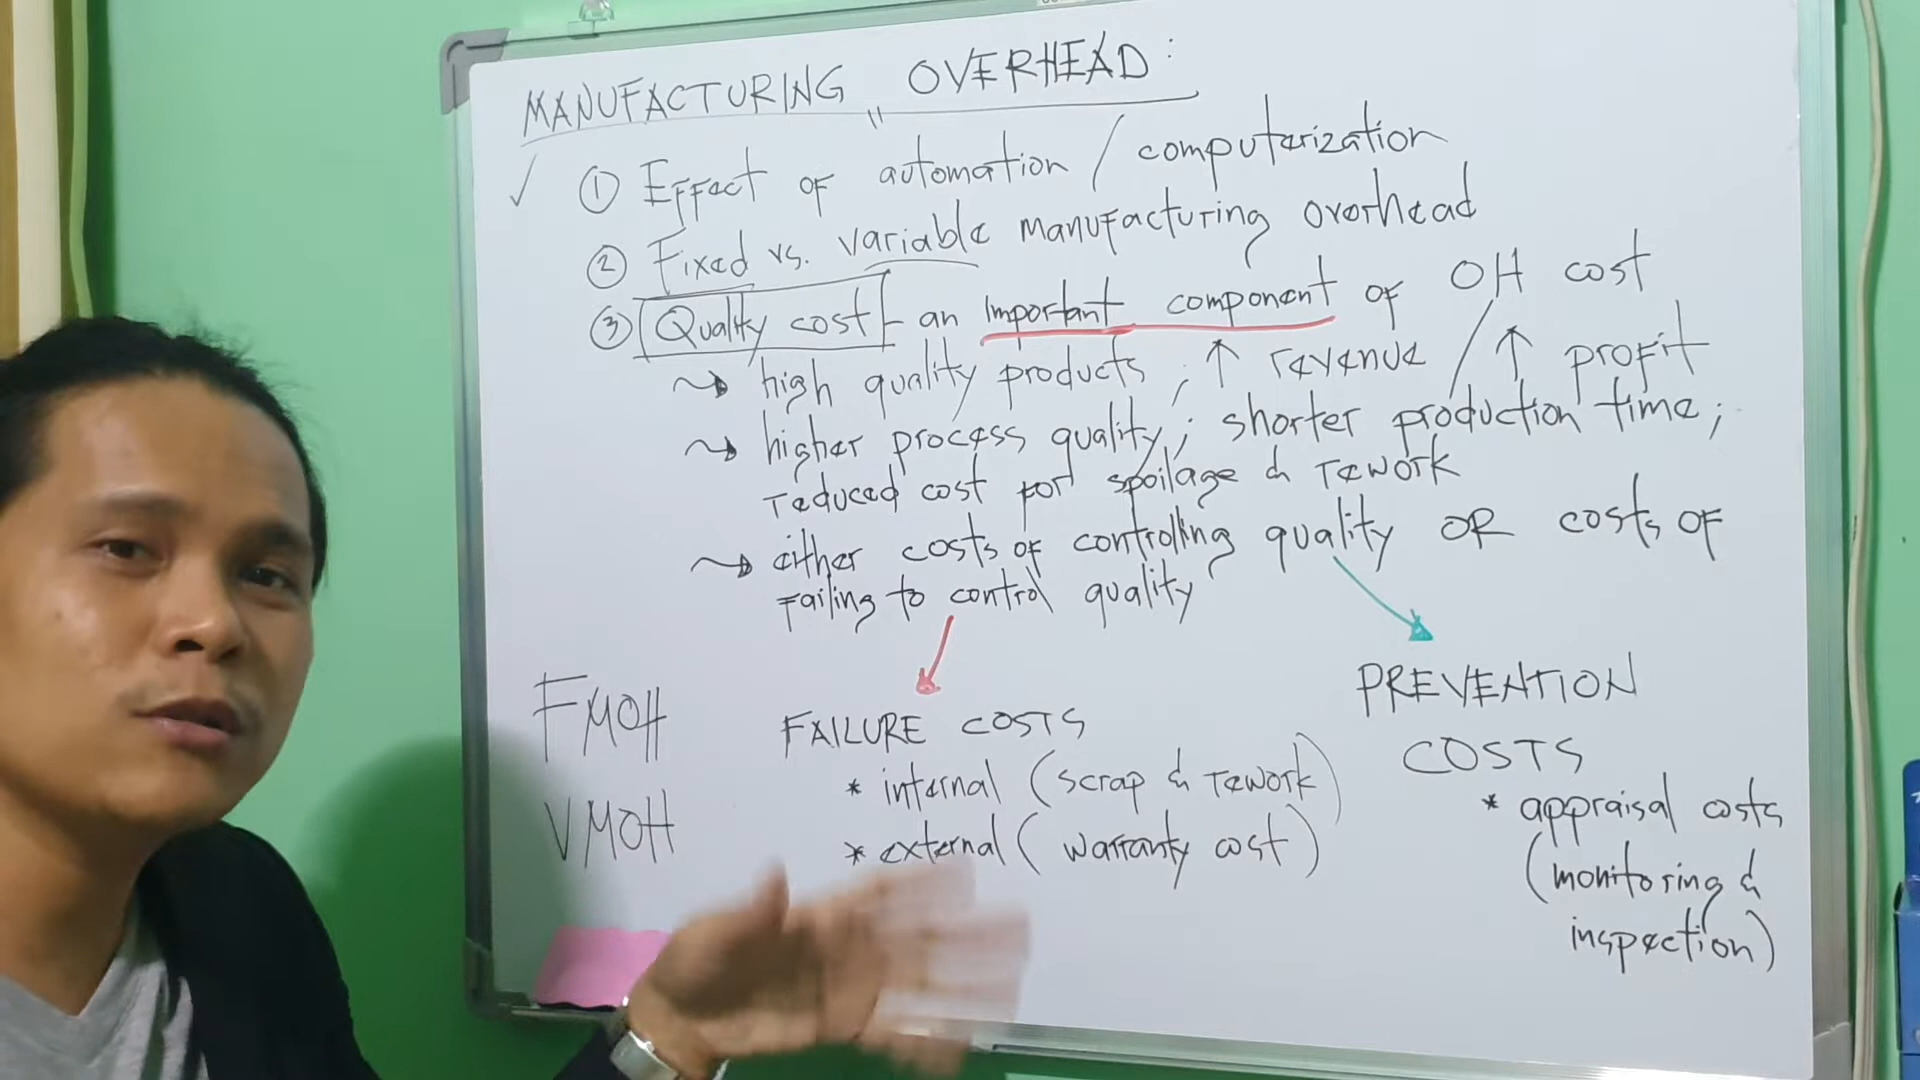 MANUFACTURING OVERHEAD:
✓ ① Effect of automation / computerization
② Fixed vs. variable manufacturing overhead
③ Quality cost - an important component of OH cost
↝ high quality products ; ↑ revenue / ↑ profit
↝ higher process quality ; shorter production time ;
reduced cost for spoilage & rework
↝ either costs of controlling quality OR costs of
failing to control quality
FMOH
VMOH
FAILURE COSTS
* internal (scrap & rework)
* external (warranty cost)
PREVENTION
COSTS
* appraisal costs
(monitoring &
inspection)